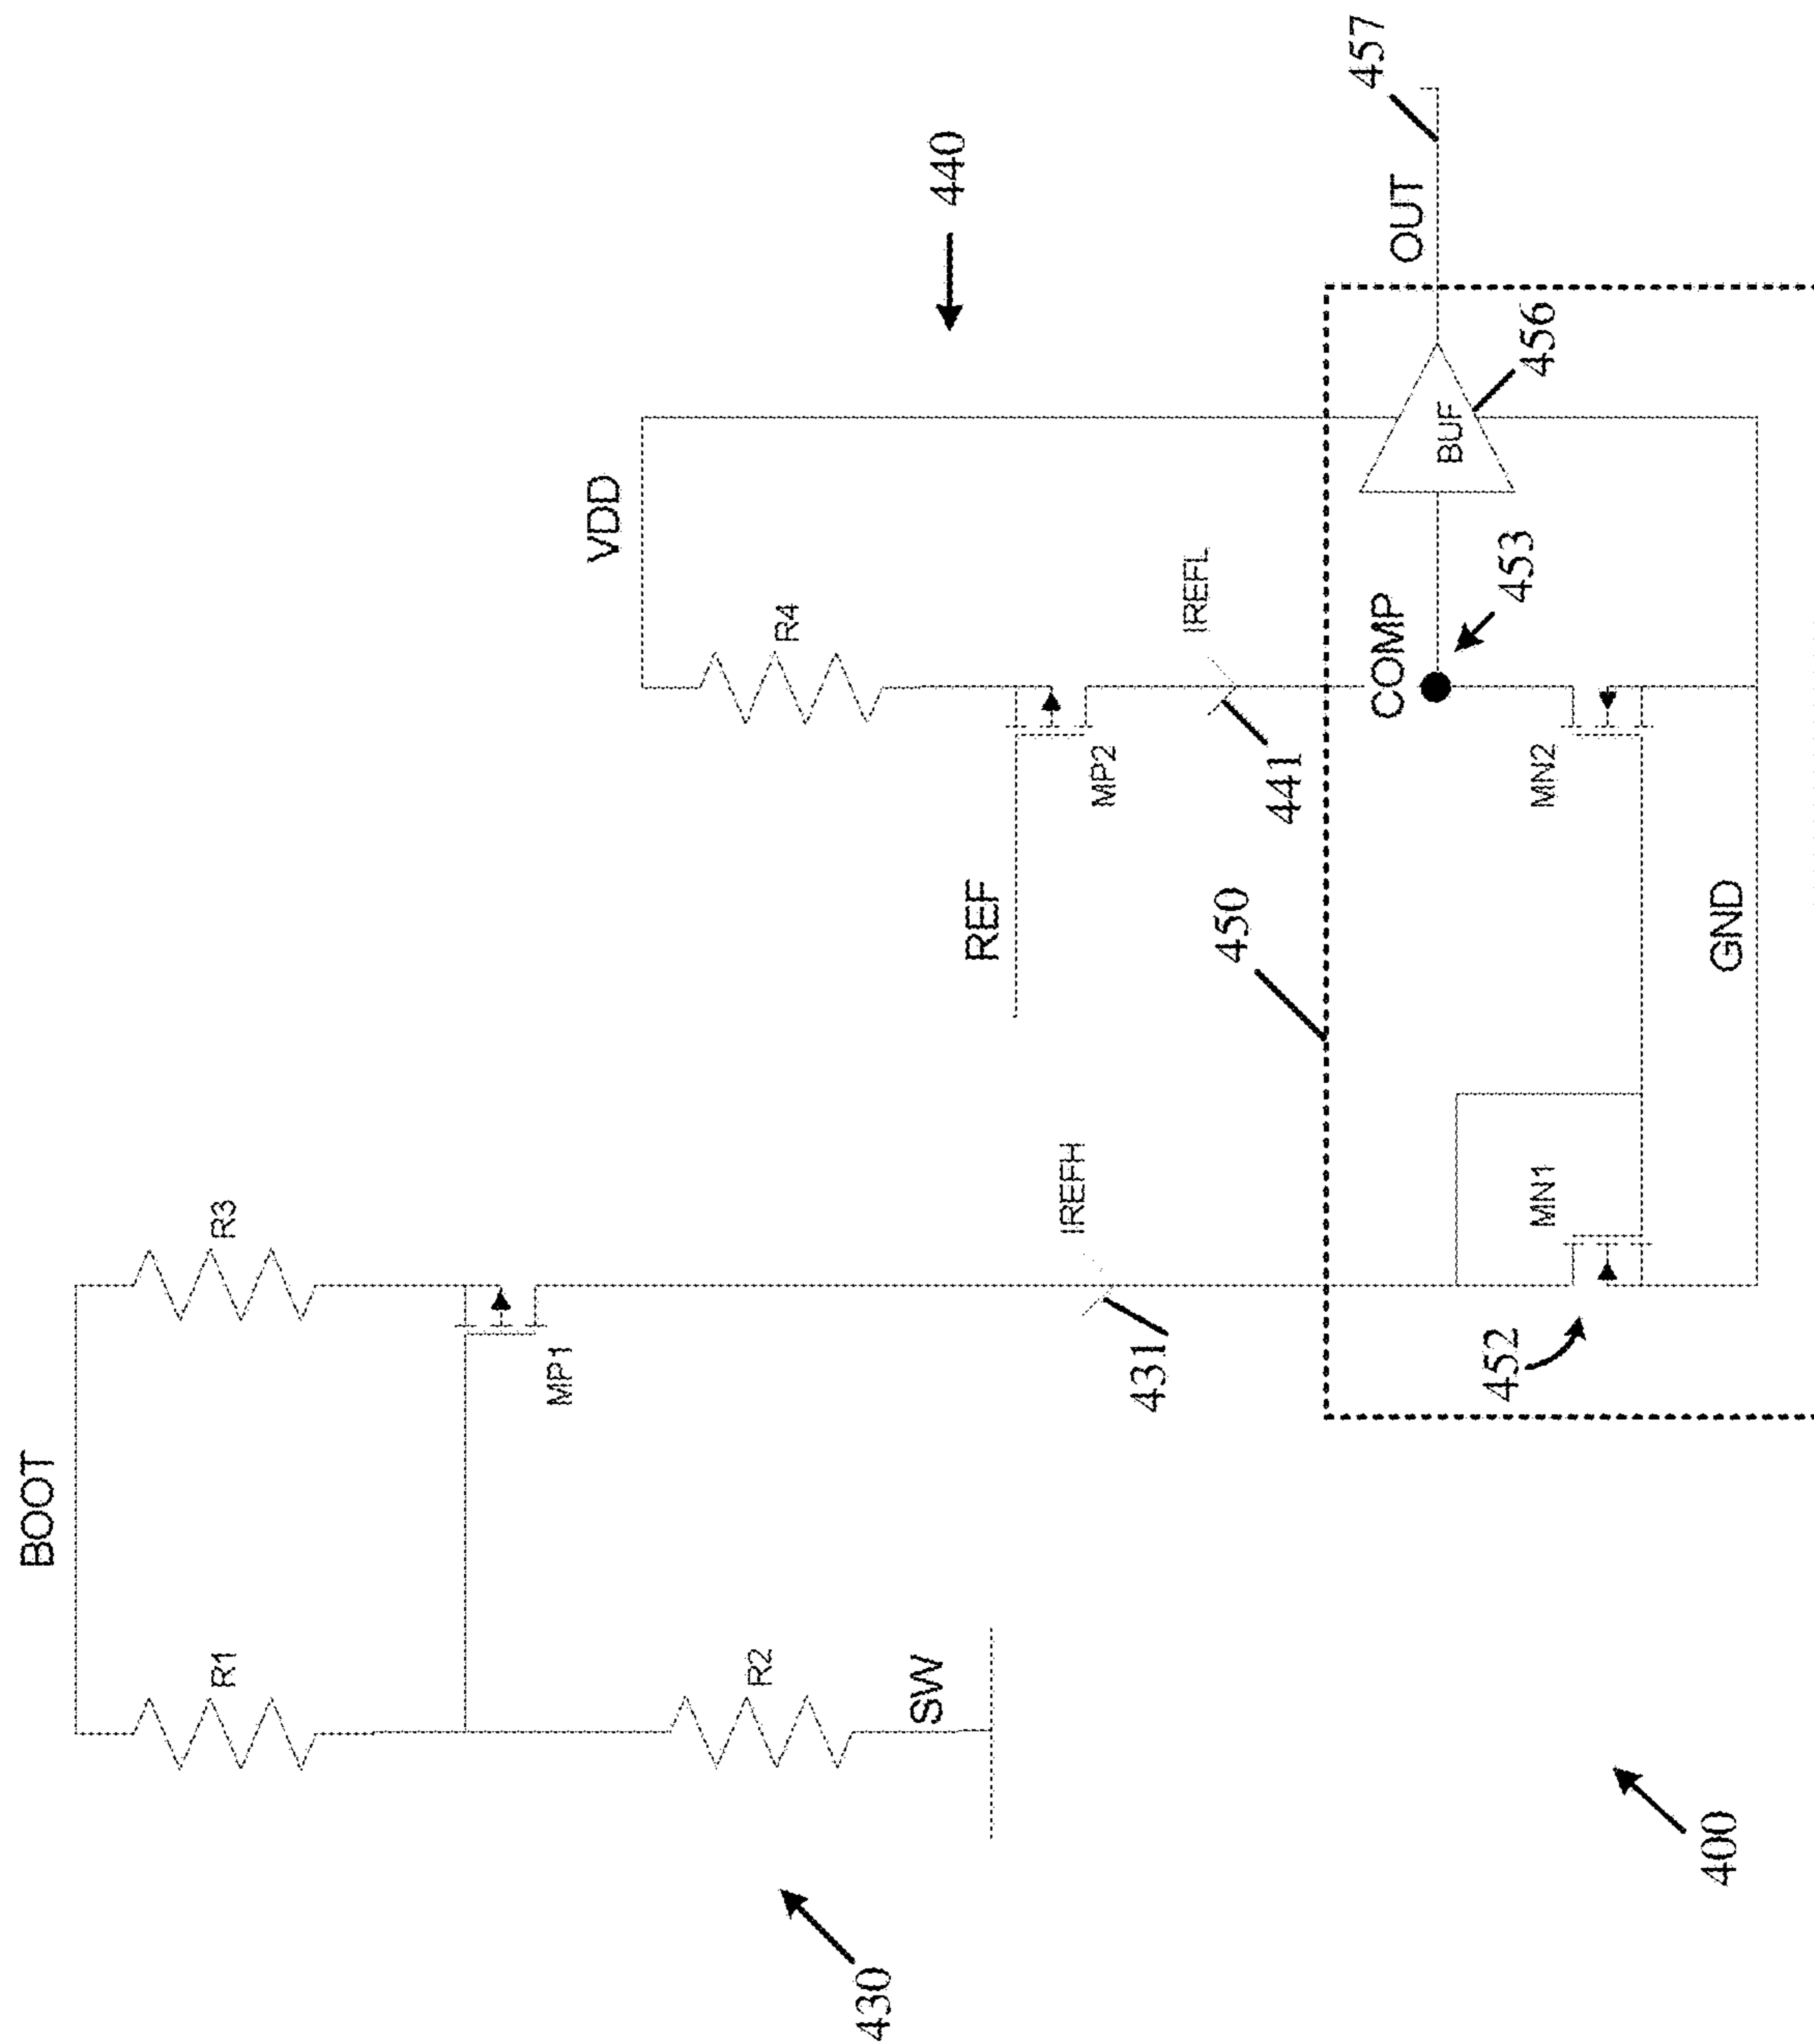 BOOT
R1
R3
MP1
R2
SW
430
IREFH
431
VDD
R4
440
REF
MP2
IREFL
441
450
COMP
OUT
457
BUF
453
456
MN1
MN2
452
GND
400